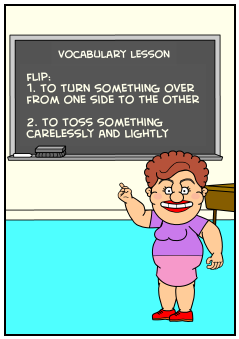 VOCABULARY LESSON
FLIP:
1. TO TURN SOMETHING OVER
FROM ONE SIDE TO THE OTHER
2. TO TOSS SOMETHING
CARELESSLY AND LIGHTLY